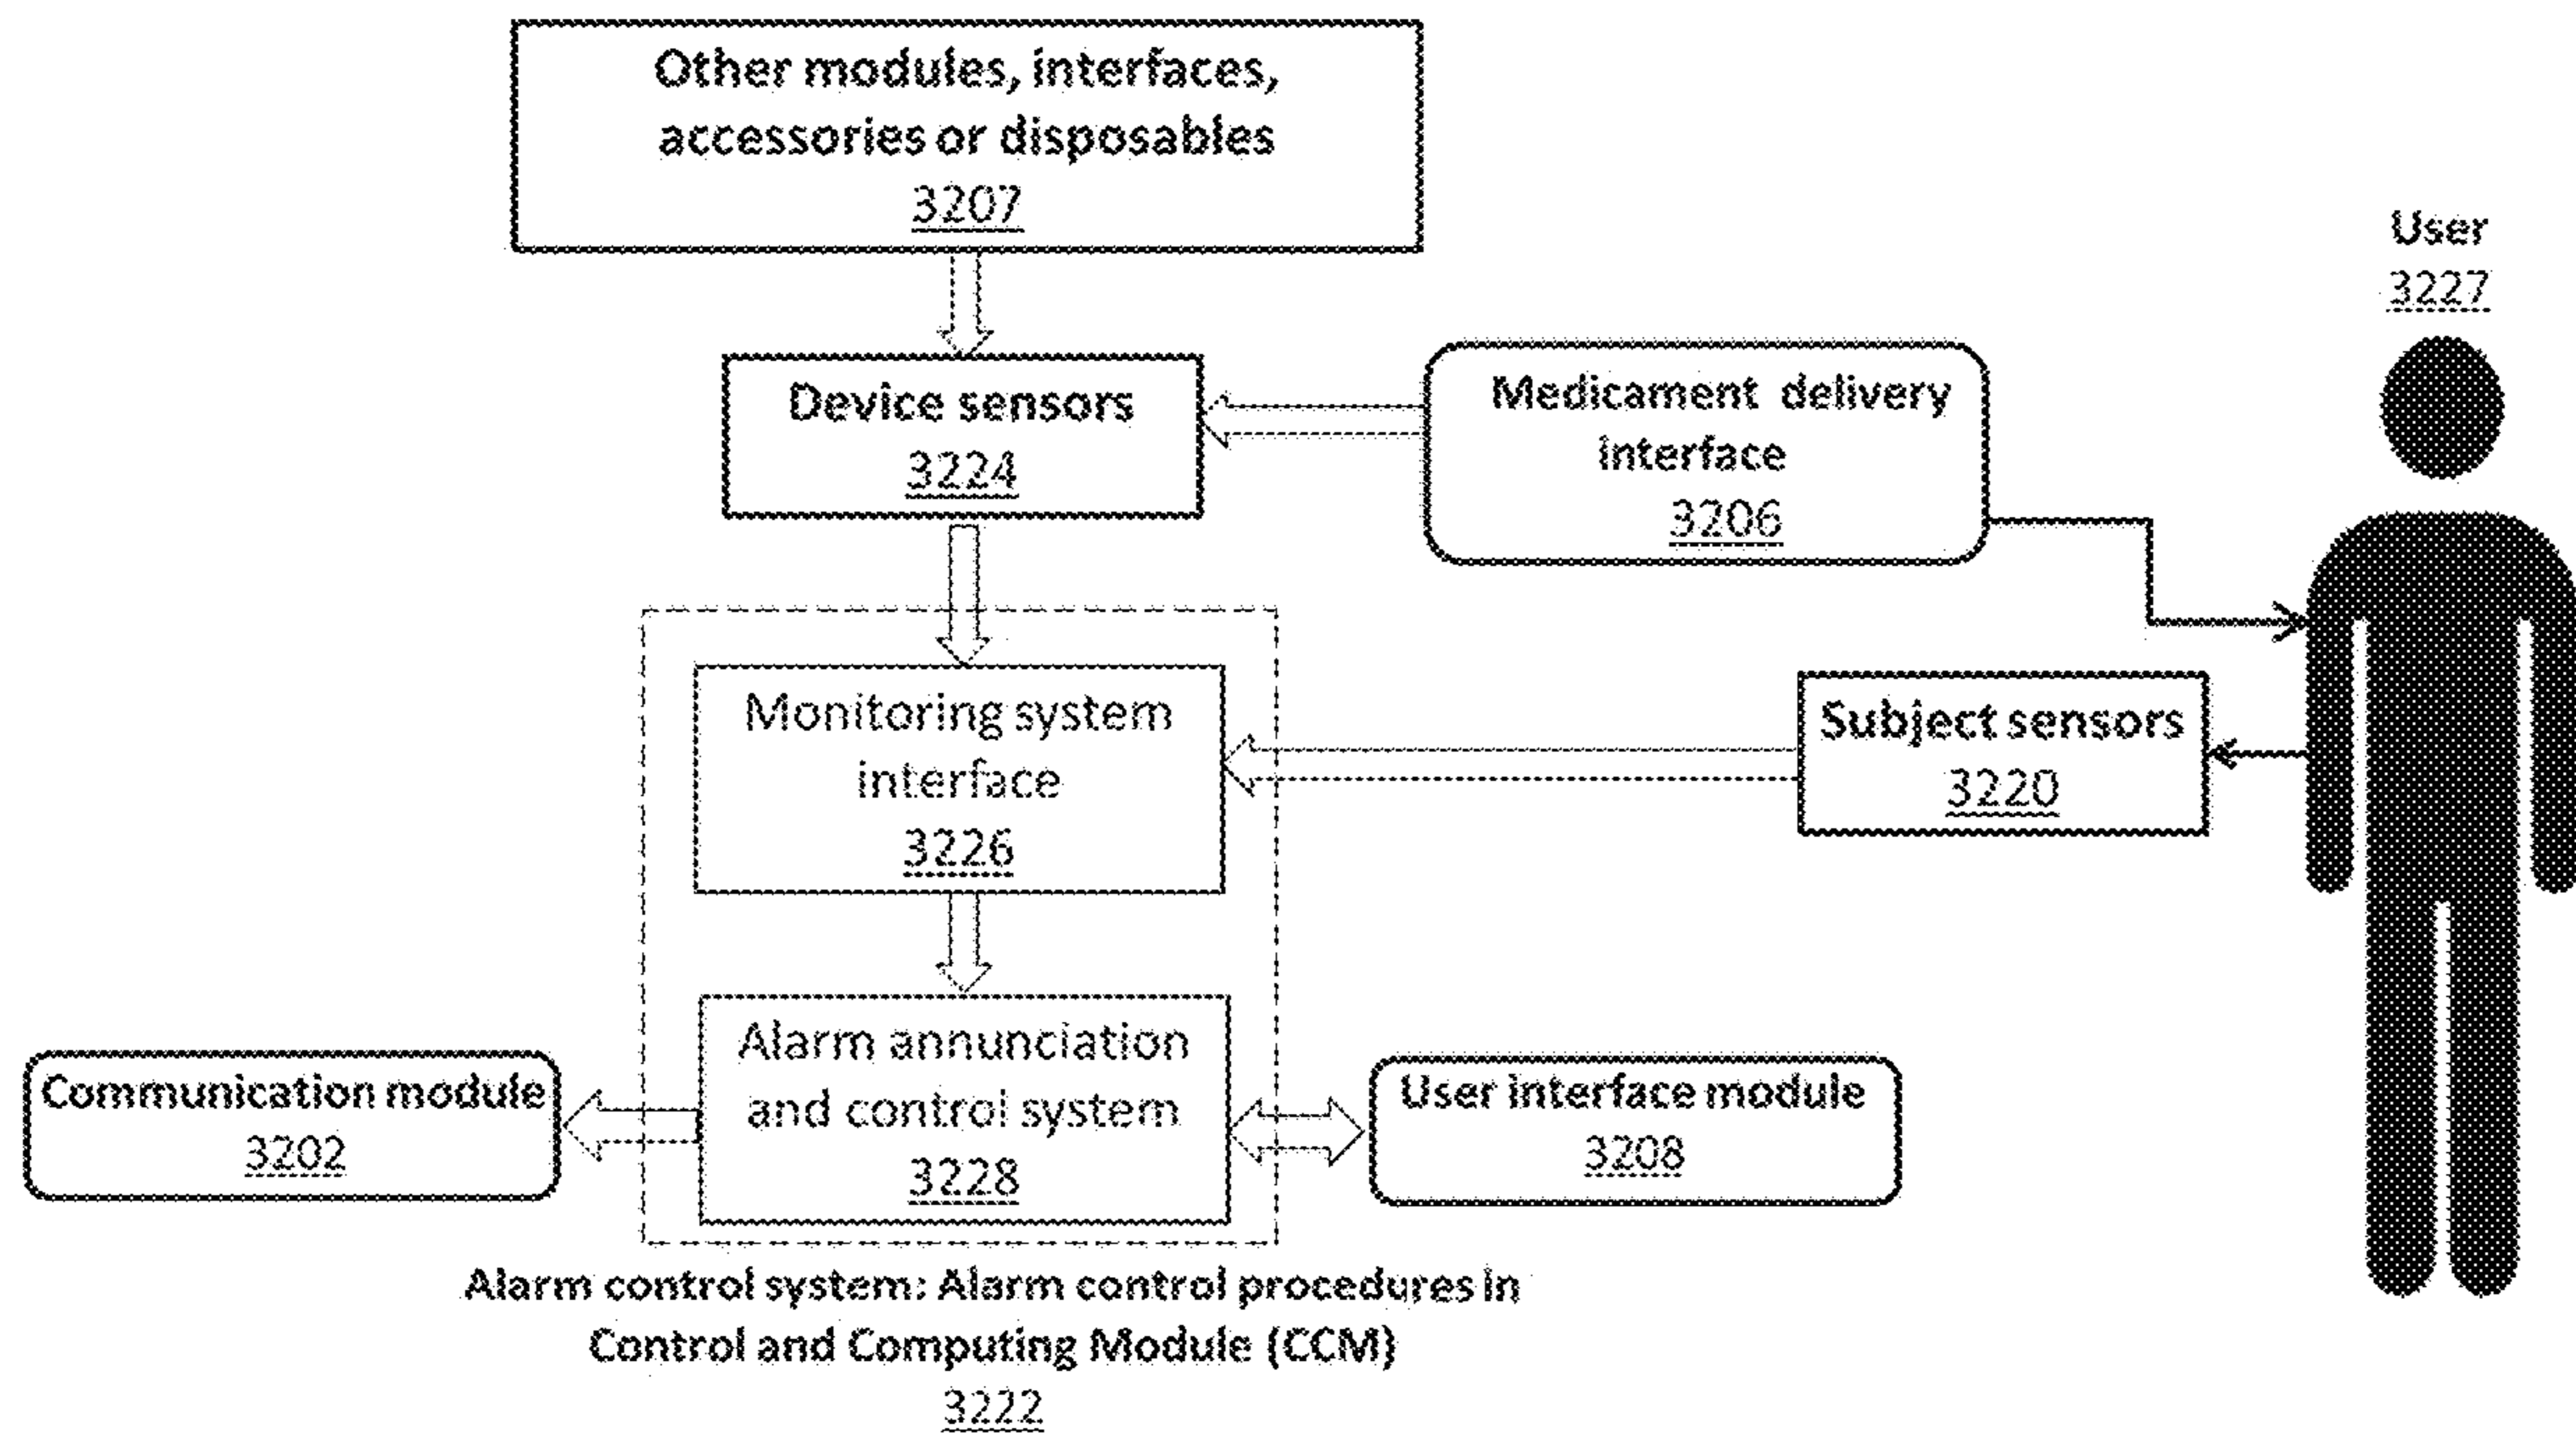 Other modules, interfaces,
accessories or disposables
3207
User
3227
Device sensors
3224
Medicament delivery
interface
3206
Monitoring system
interface
3226
Subject sensors
3220
Alarm annunciation
and control system
3228
Communication module
3202
User interface module
3208
Alarm control system: Alarm control procedures in
Control and Computing Module (CCM)
3222